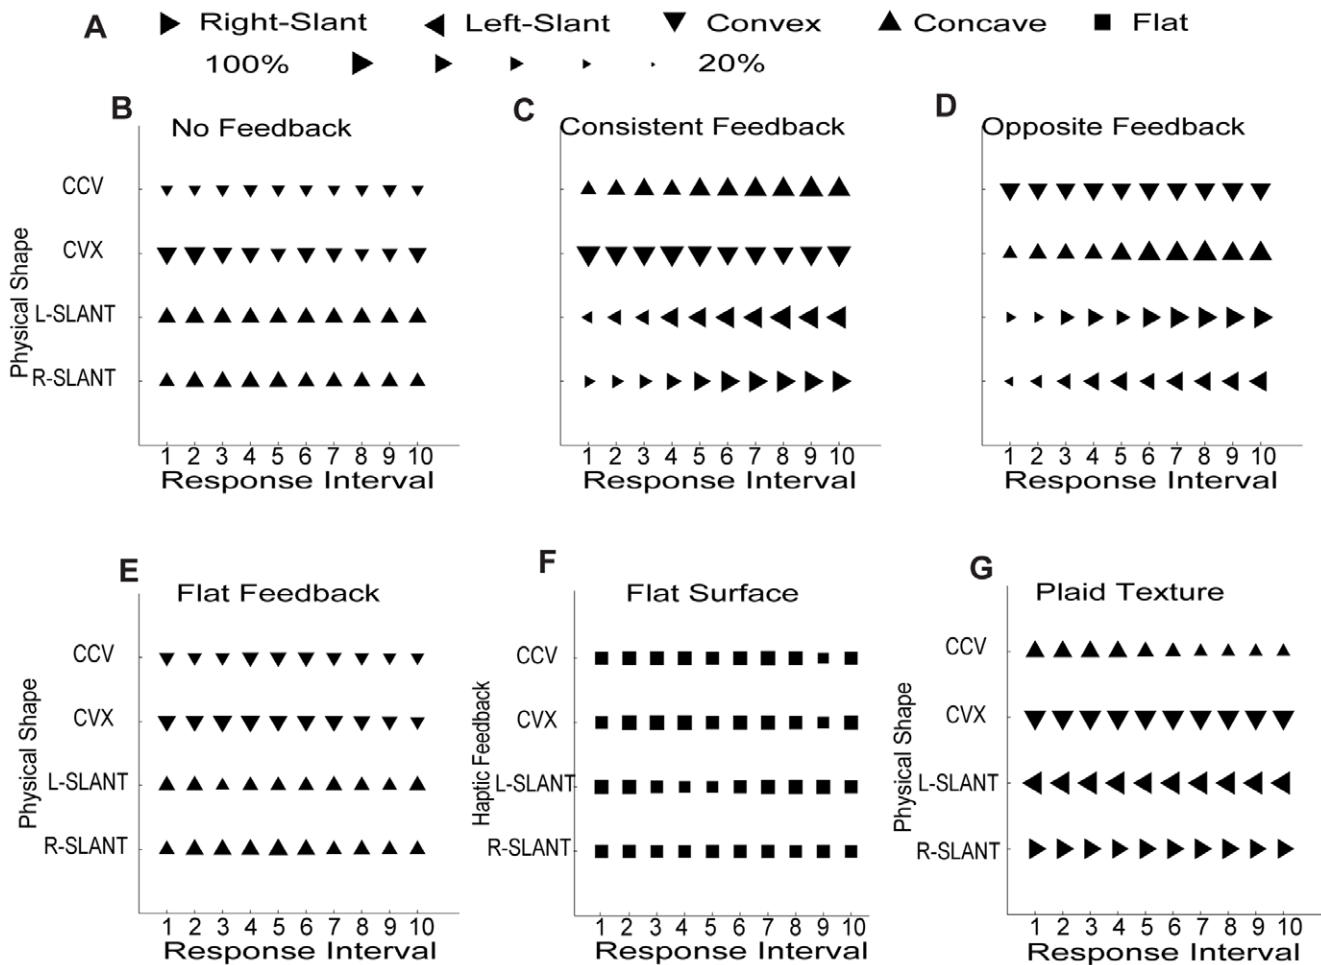 A Right-Slant Left-Slant Convex Concave Flat
100% 20%
B No Feedback
Physical Shape
CCV
CVX
L-SLANT
R-SLANT
1 2 3 4 5 6 7 8 9 10
Response Interval
C Consistent Feedback
1 2 3 4 5 6 7 8 9 10
Response Interval
D Opposite Feedback
1 2 3 4 5 6 7 8 9 10
Response Interval
E Flat Feedback
Physical Shape
CCV
CVX
L-SLANT
R-SLANT
1 2 3 4 5 6 7 8 9 10
Response Interval
F Flat Surface
Haptic Feedback
CCV
CVX
L-SLANT
R-SLANT
1 2 3 4 5 6 7 8 9 10
Response Interval
G Plaid Texture
Physical Shape
CCV
CVX
L-SLANT
R-SLANT
1 2 3 4 5 6 7 8 9 10
Response Interval